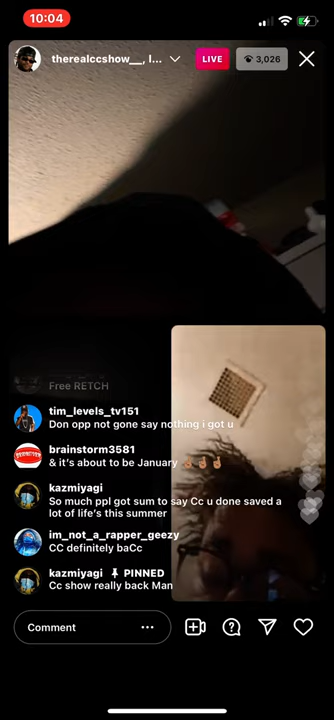 10:04
therealccshow__, l...
LIVE
3,026
Free RETCH
tim_levels_tv151
Don opp not gone say nothing i got u
brainstorm3581
& it's about to be January 🤞🏽🤞🏽🤞🏽
kazmiyagi
So much ppl got sum to say Cc u done saved a
lot of life's this summer
im_not_a_rapper_geezy
CC definitely baCc
kazmiyagi 📌 PINNED
Cc show really back Man
Comment